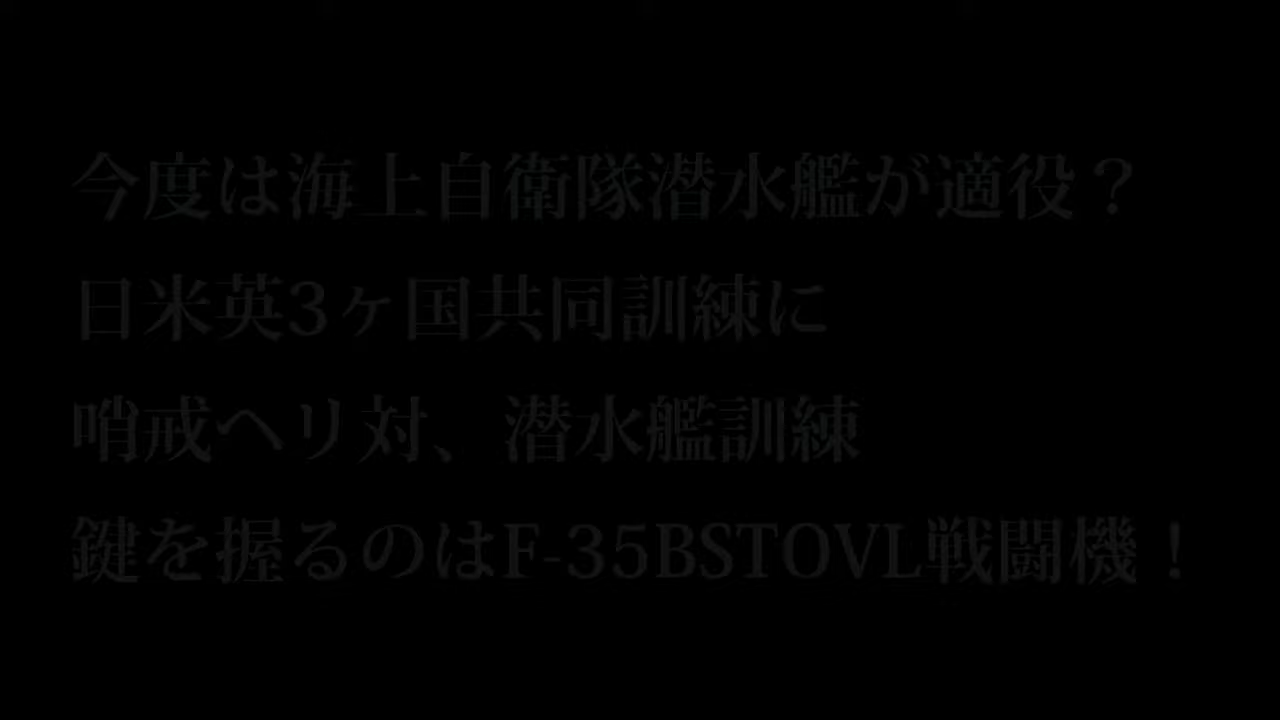 今度は海上自衛隊潜水艦が適役？
日米英3ヶ国共同訓練に
哨戒ヘリ対、潜水艦訓練
鍵を握るのはF-35BSTOVL戦闘機！